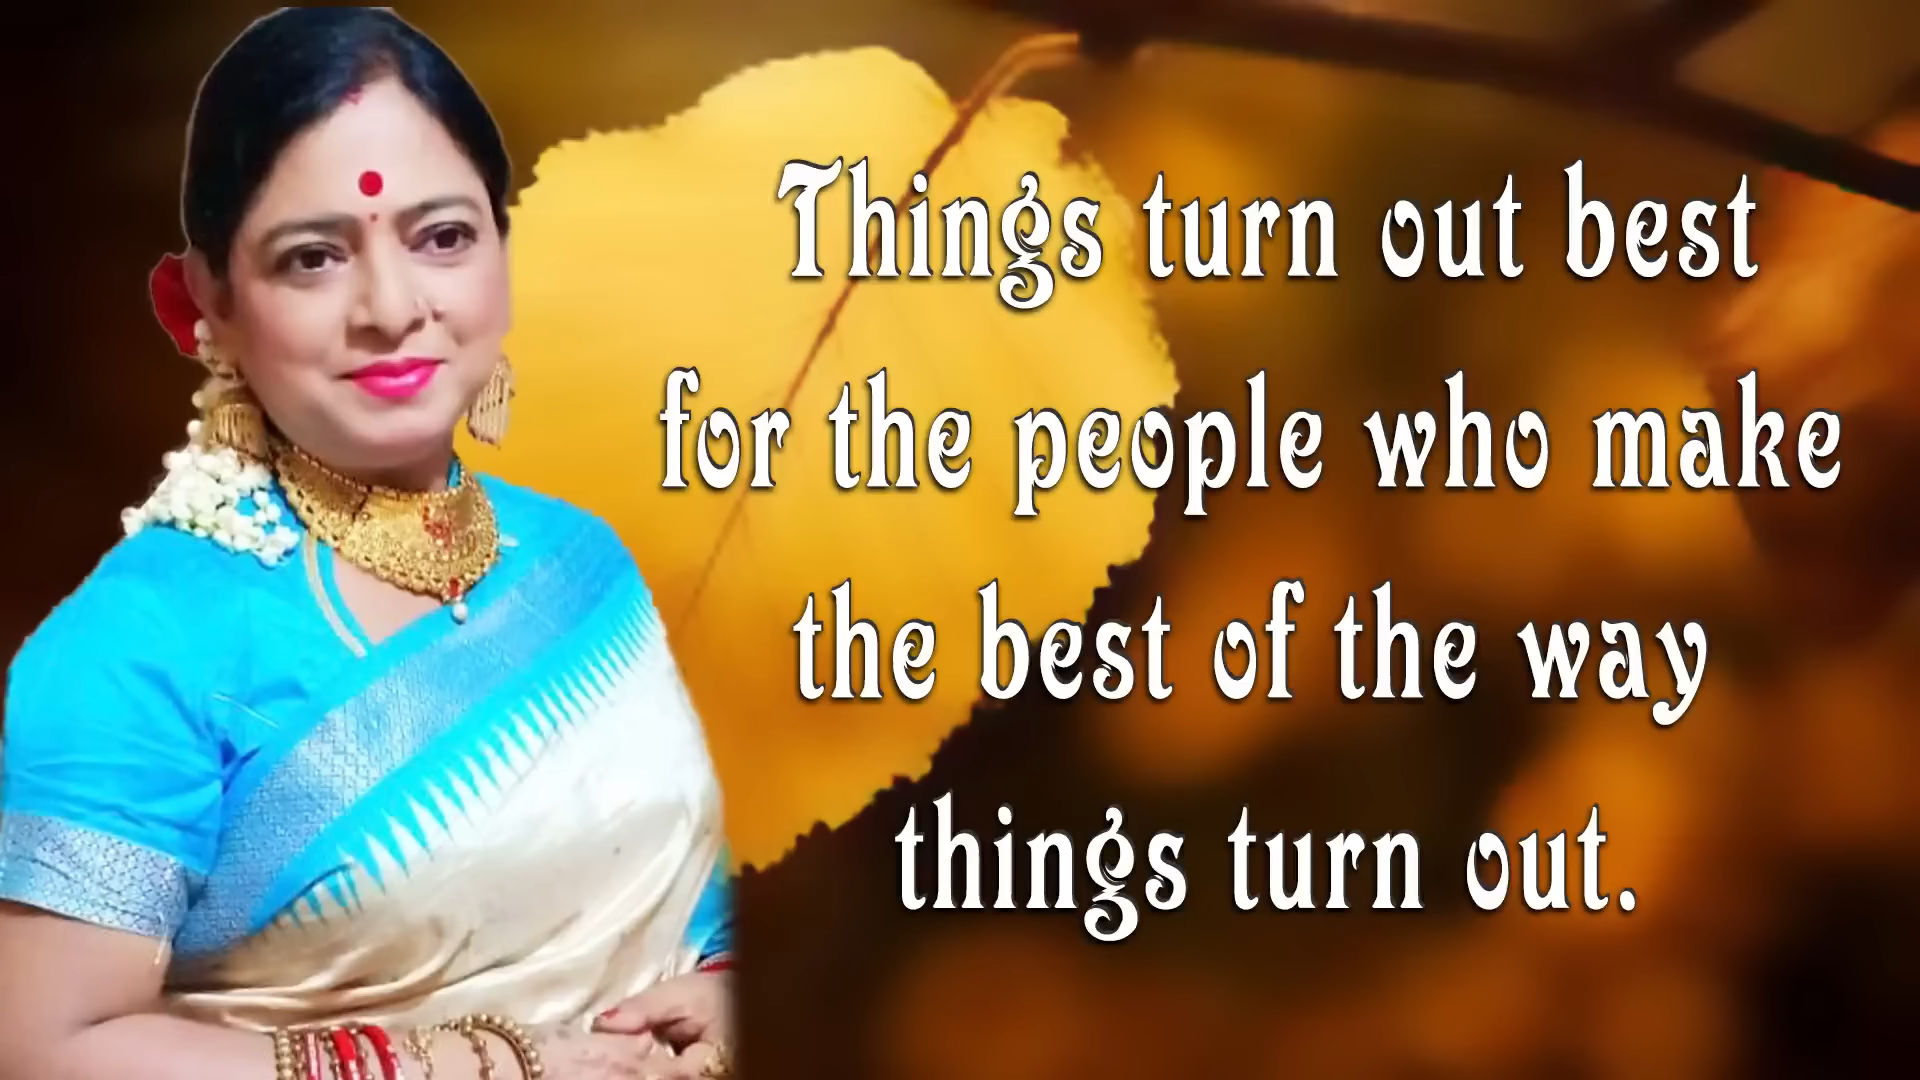 Things turn out best
for the people who make
the best of the way
things turn out.